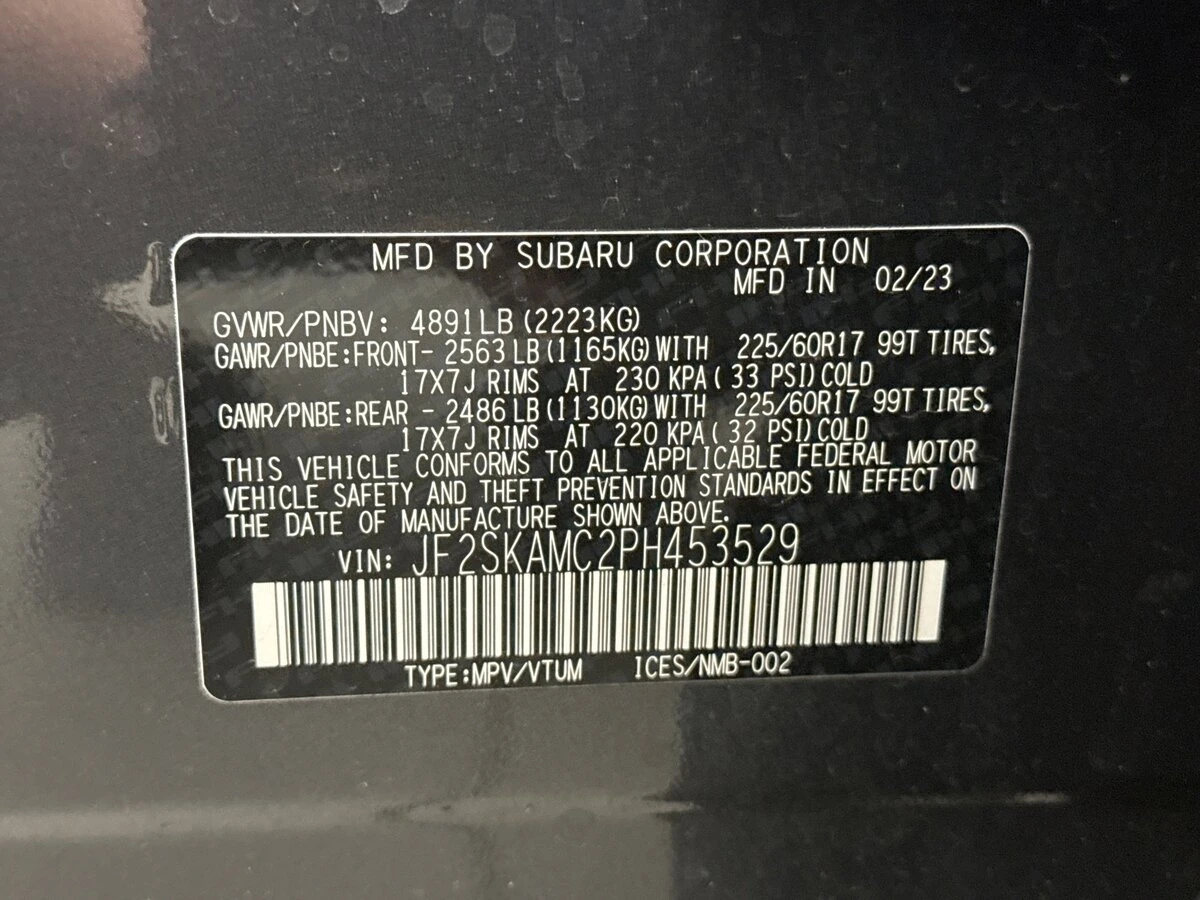 MFD BY SUBARU CORPORATION
MFD IN 02/23
GVWR/PNBV: 4891LB (2223KG)
GAWR/PNBE:FRONT- 2563 LB (1165KG) WITH 225/60R17 99T TIRES,
17X7J RIMS AT 230 KPA ( 33 PSI) COLD
GAWR/PNBE:REAR - 2486 LB (1130KG) WITH 225/60R17 99T TIRES,
17X7J RIMS AT 220 KPA ( 32 PSI) COLD
THIS VEHICLE CONFORMS TO ALL APPLICABLE FEDERAL MOTOR
VEHICLE SAFETY AND THEFT PREVENTION STANDARDS IN EFFECT ON
THE DATE OF MANUFACTURE SHOWN ABOVE.
VIN: JF2SKAMC2PH453529
TYPE:MPV/VTUM ICES/NMB-002